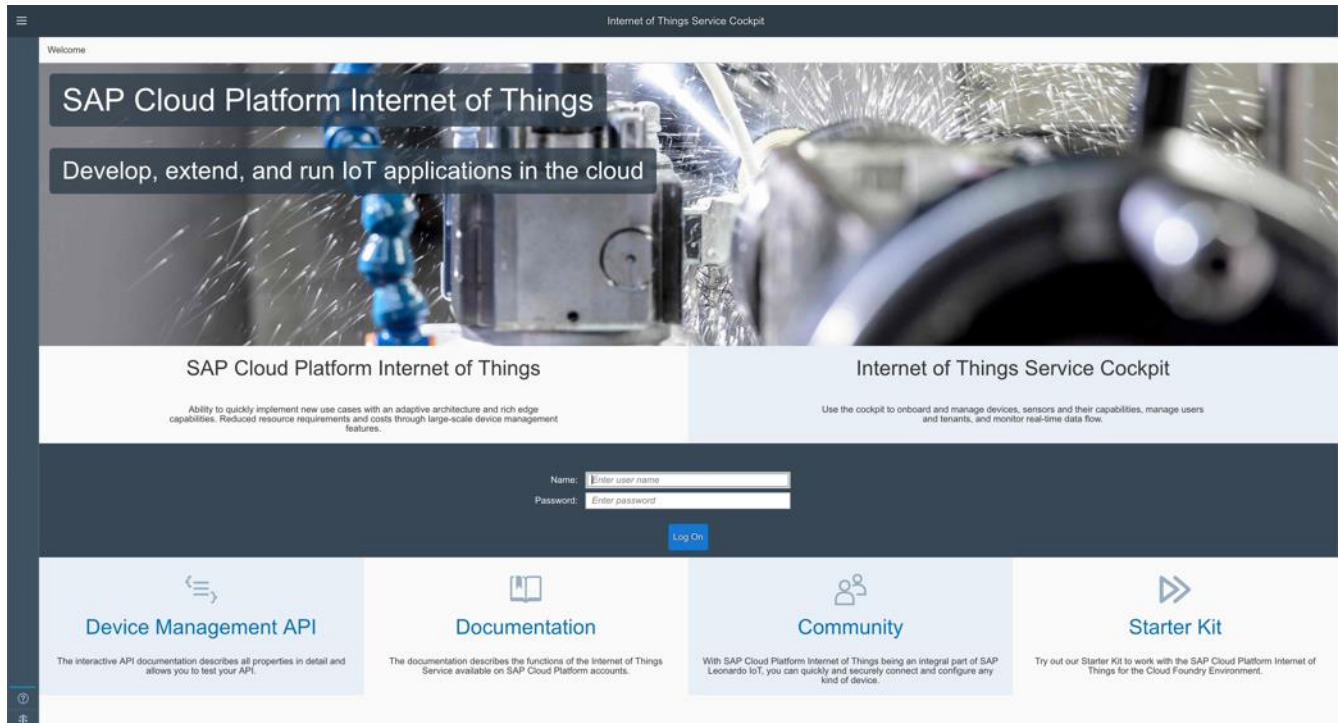 Internet of Things Service Cockpit
Welcome
SAP Cloud Platform Internet of Things
Develop, extend, and run IoT applications in the cloud
SAP Cloud Platform Internet of Things
Ability to quickly implement new use cases with an adaptive architecture and rich edge
capabilities. Reduced resource requirements and costs through large-scale device management
features.
Internet of Things Service Cockpit
Use the cockpit to onboard and manage devices, sensors and their capabilities, manage users
and tenants, and monitor real-time data flow.
Name:
Enter user name
Password:
Enter password
Log On
Device Management API
The interactive API documentation describes all properties in detail and
allows you to test your API.
Documentation
The documentation describes the functions of the Internet of Things
Service available on SAP Cloud Platform accounts.
Community
With SAP Cloud Platform Internet of Things being an integral part of SAP
Leonardo IoT, you can quickly and securely connect and configure any
kind of device.
Starter Kit
Try out our Starter Kit to work with the SAP Cloud Platform Internet of
Things for the Cloud Foundry Environment.